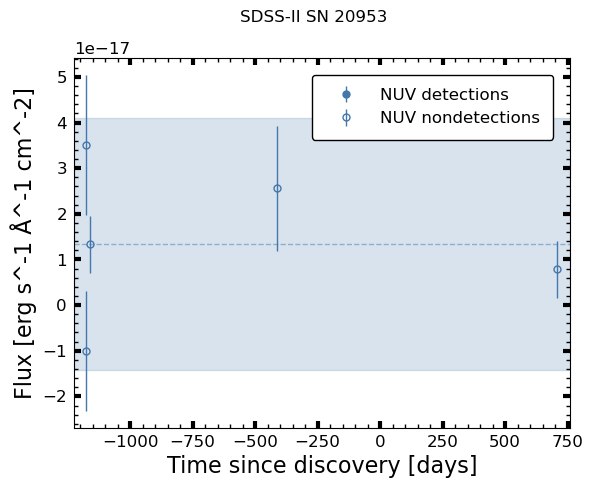 SDSS-II SN 20953
1e−17
NUV detections
NUV nondetections
Flux [erg s^-1 Å^-1 cm^-2]
5
4
3
2
1
0
−1
−2
−1000 −750 −500 −250 0 250 500 750
Time since discovery [days]